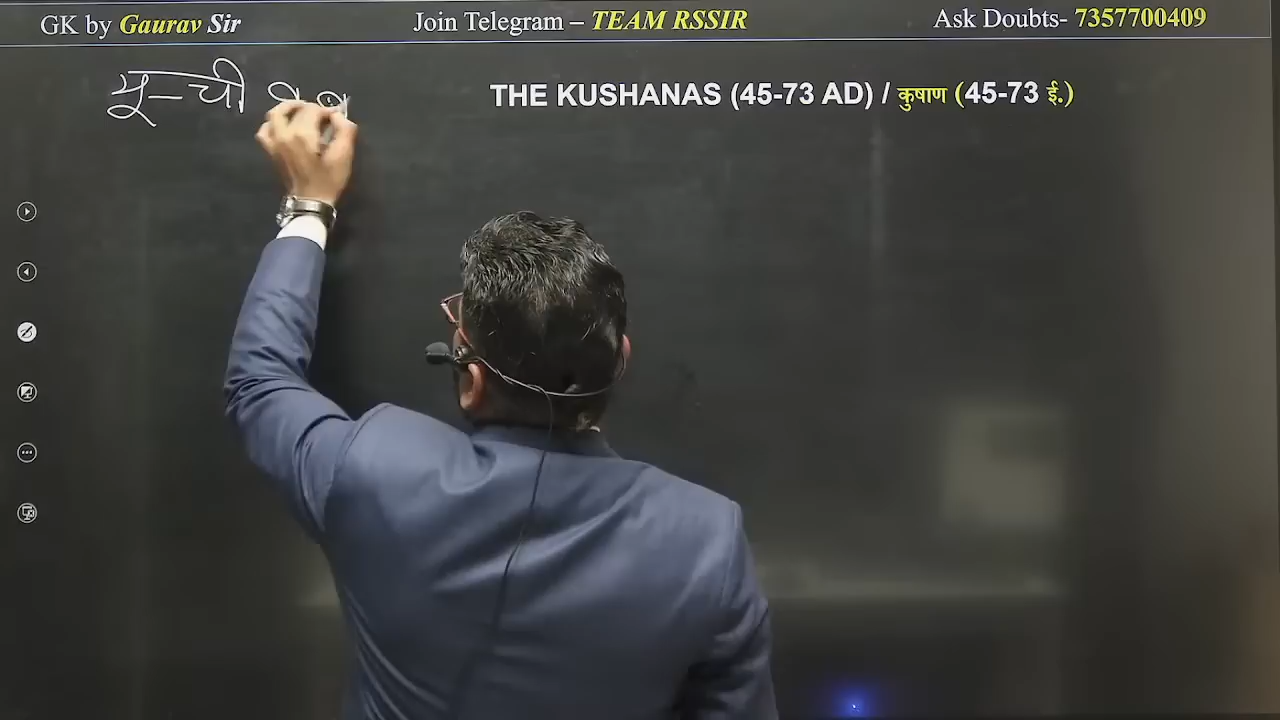 GK by Gaurav Sir
Join Telegram – TEAM RSSIR
Ask Doubts- 7357700409
यू-ची
THE KUSHANAS (45-73 AD) / कुषाण (45-73 ई.)